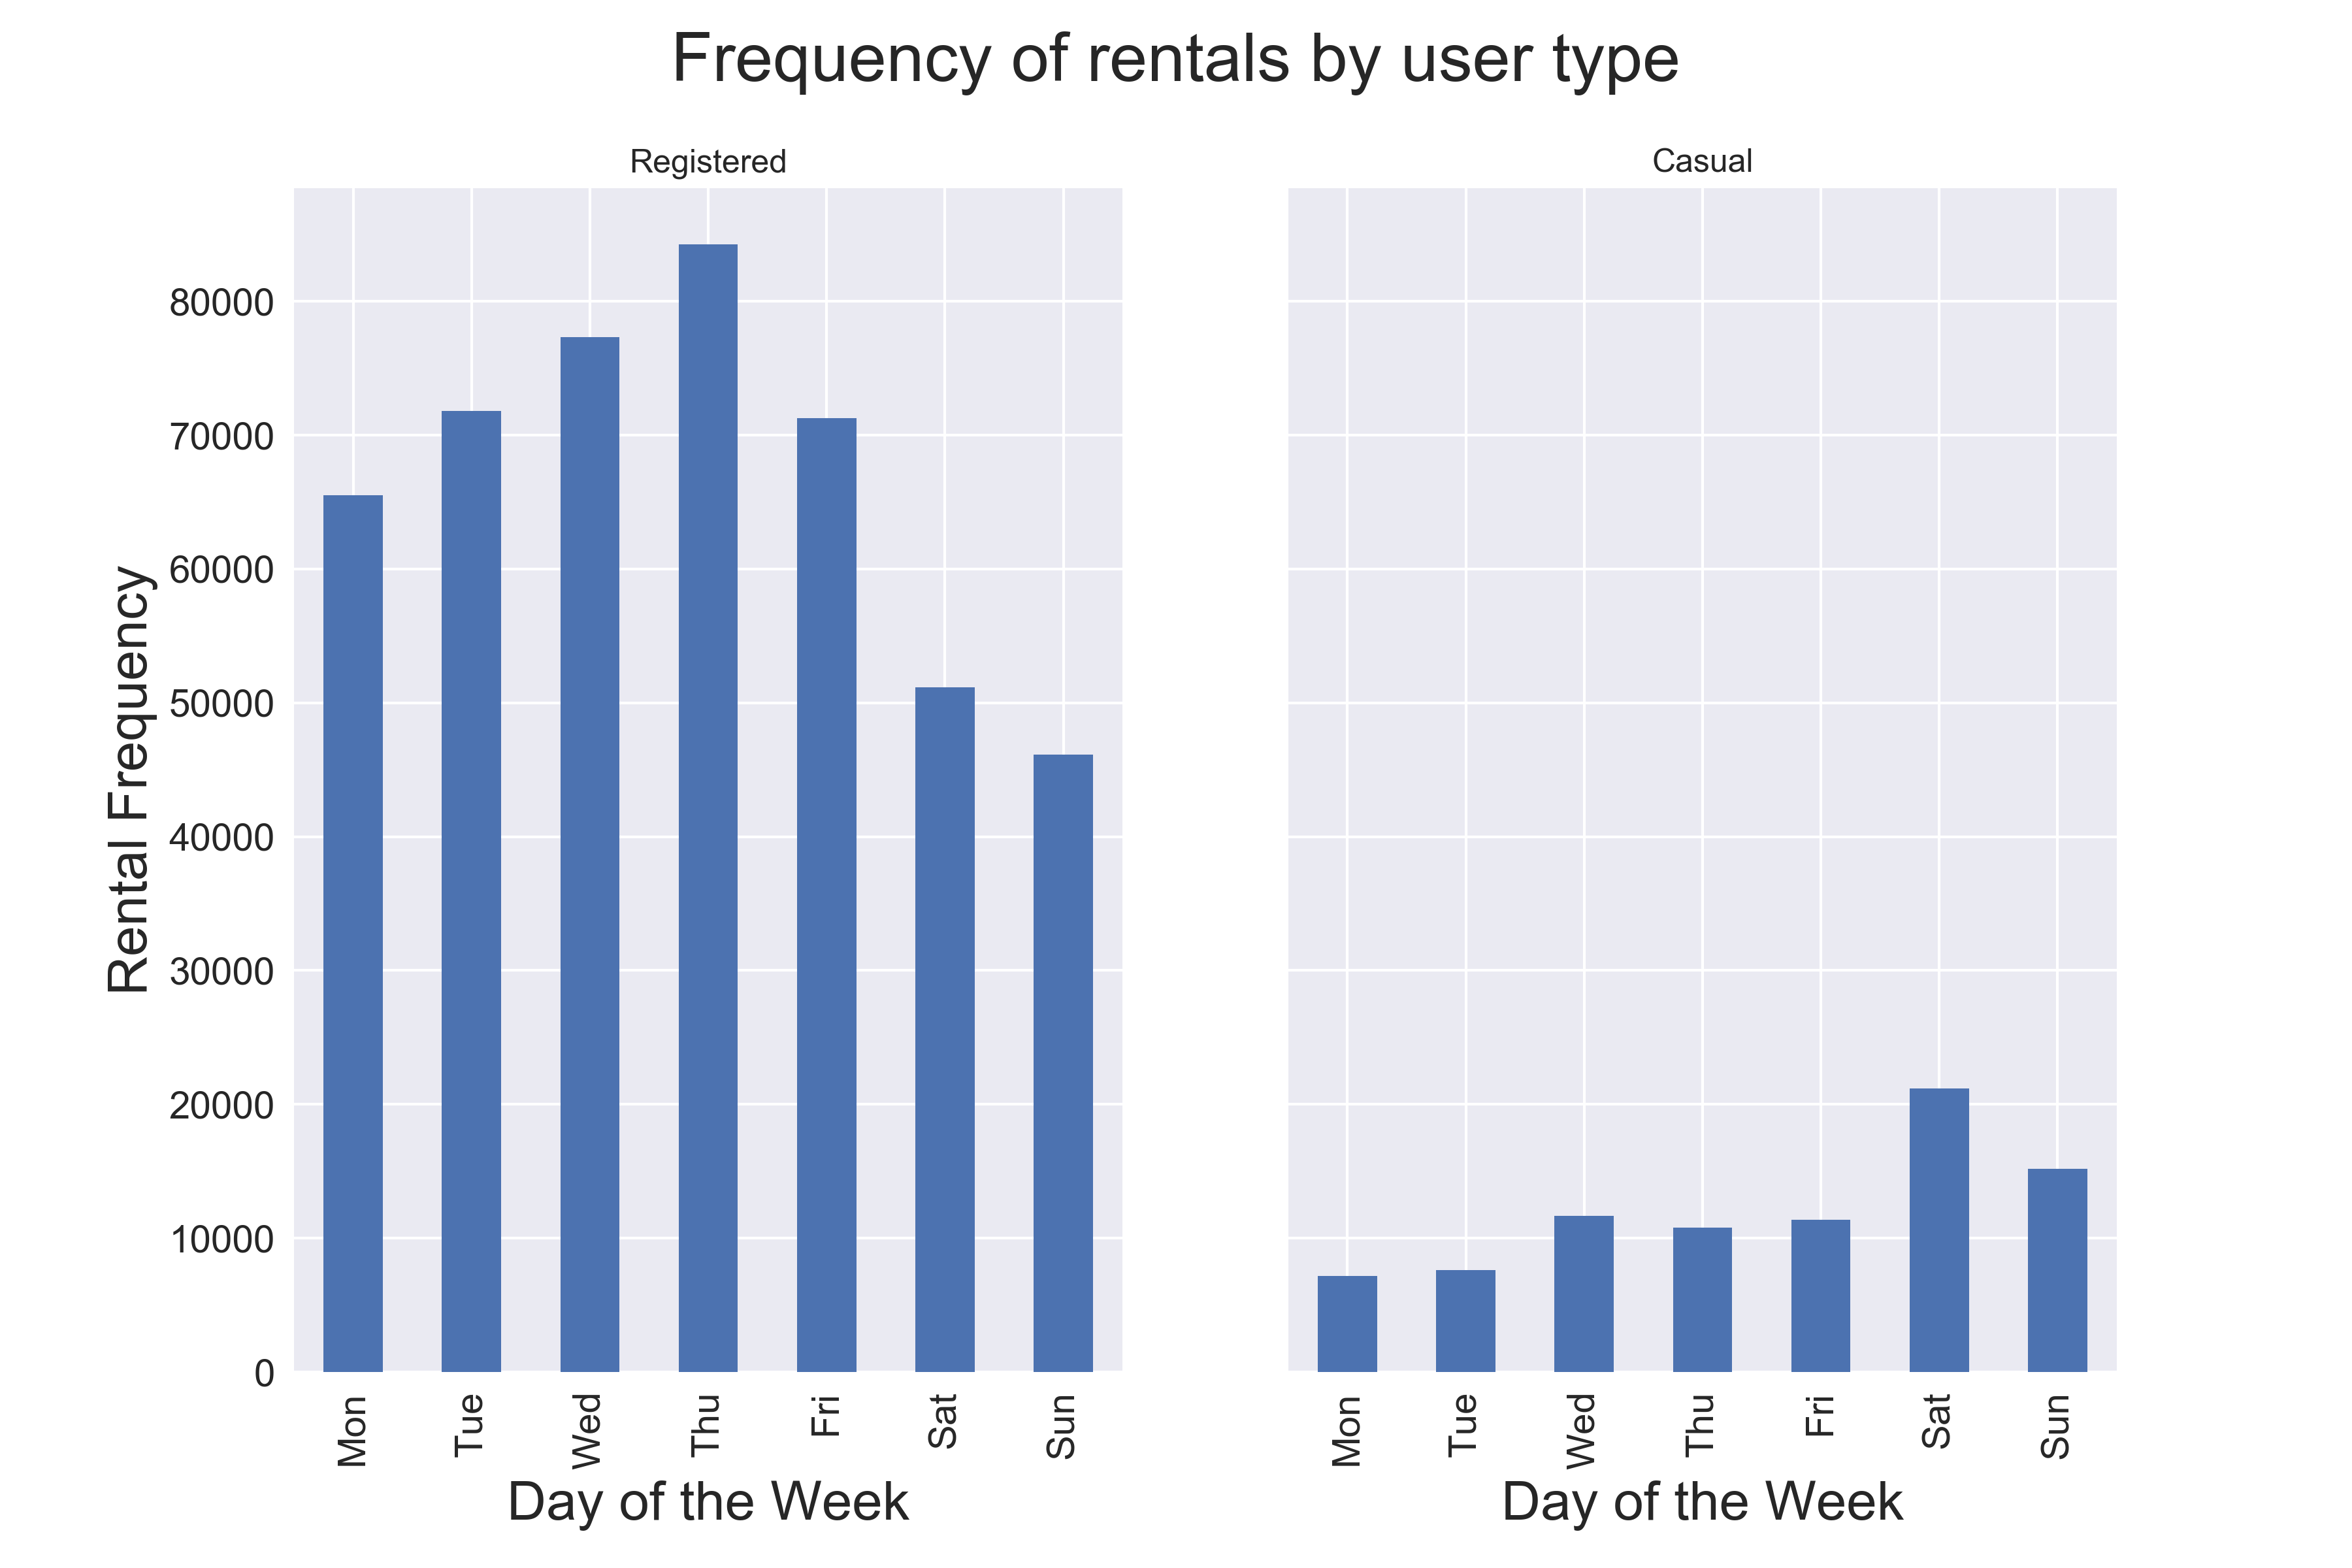 Frequency of rentals by user type
Registered
Casual
Rental Frequency
80000
70000
60000
50000
40000
30000
20000
10000
0
Mon Tue Wed Thu Fri Sat Sun
Day of the Week
Mon Tue Wed Thu Fri Sat Sun
Day of the Week